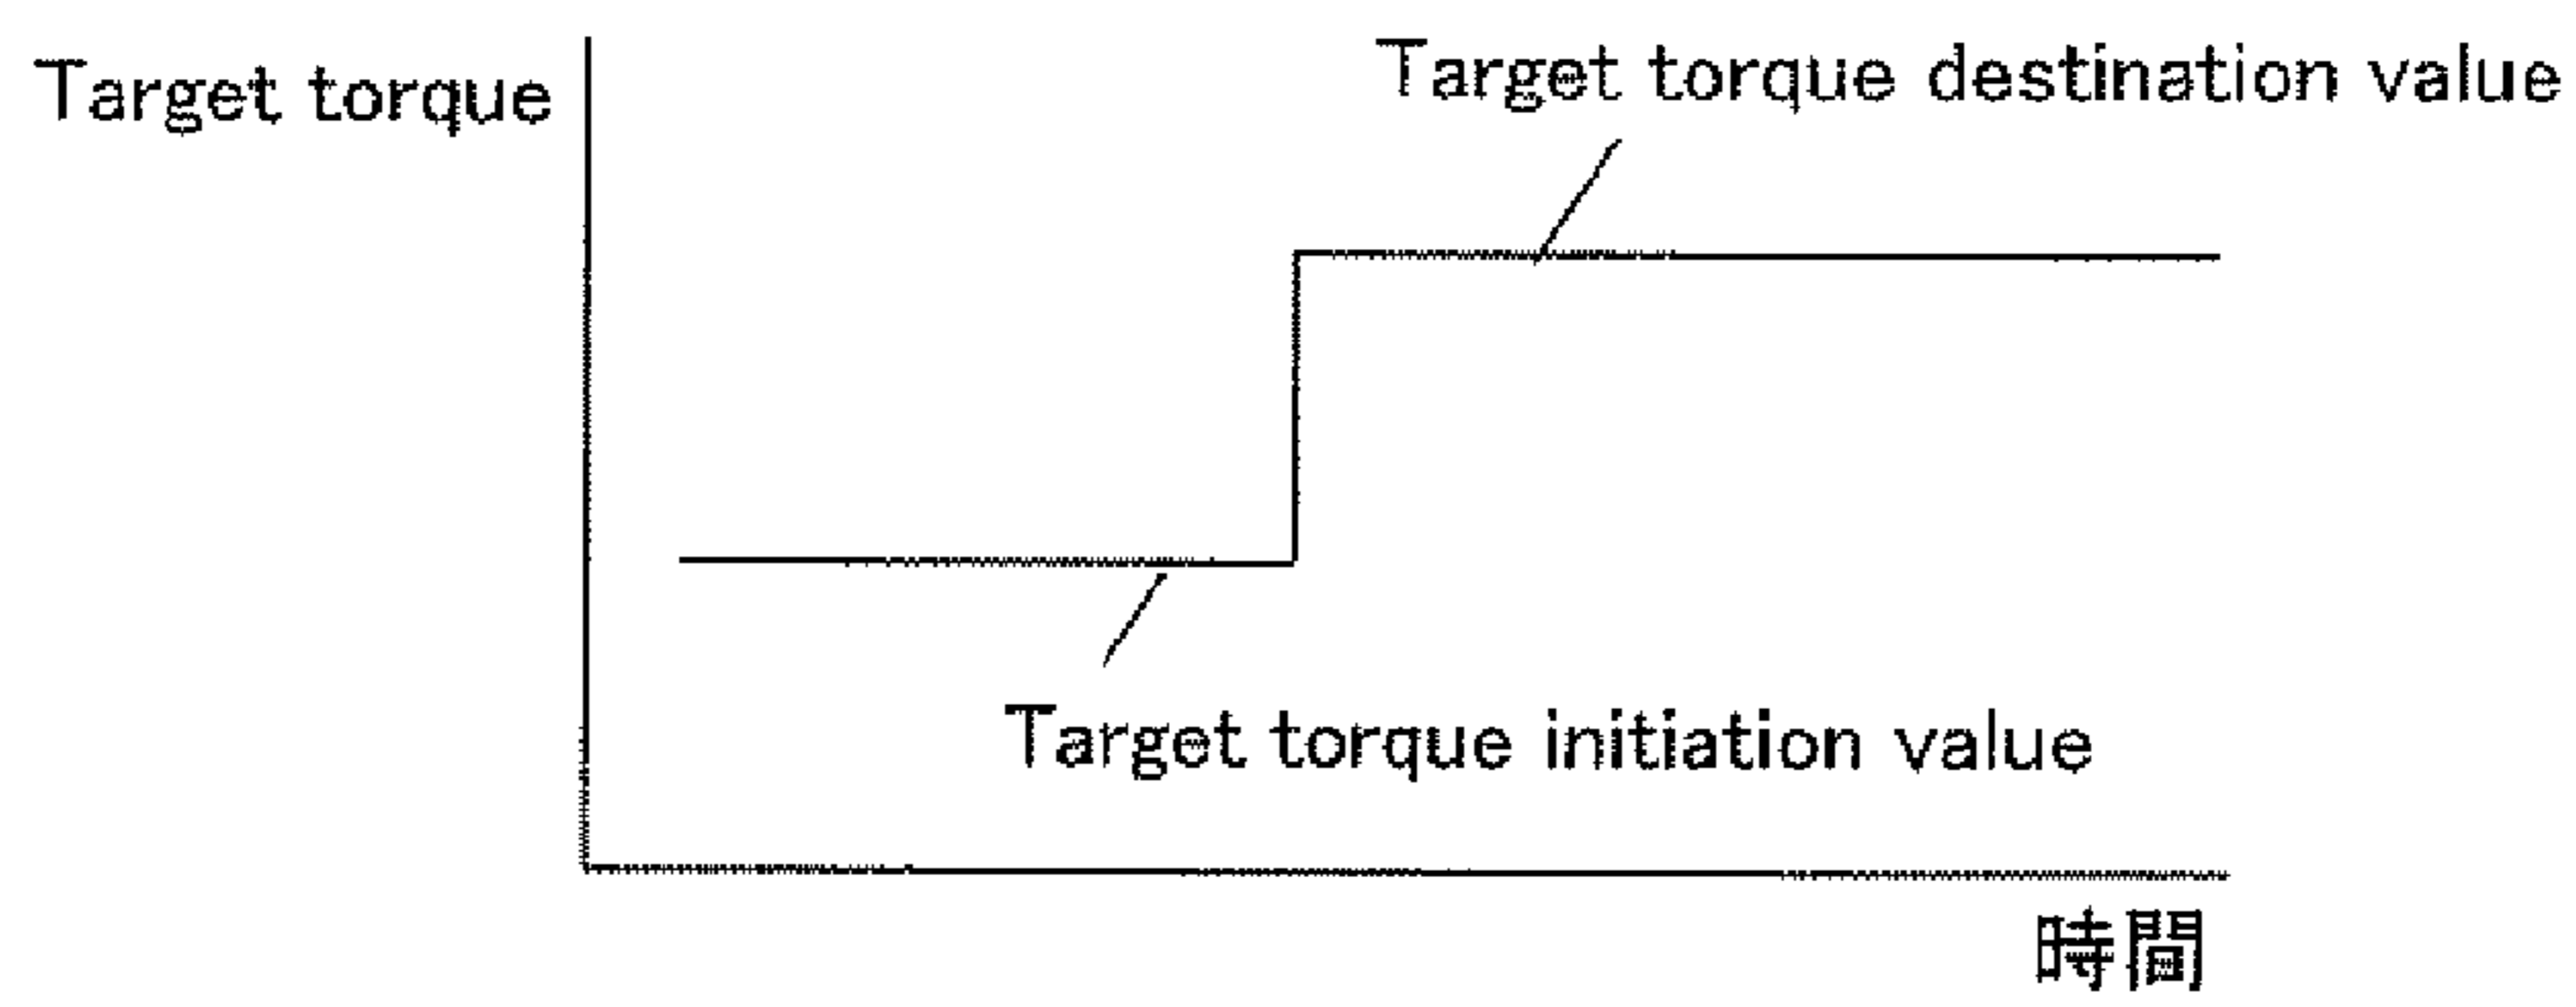 Target torque
Target torque destination value
Target torque initiation value
時間